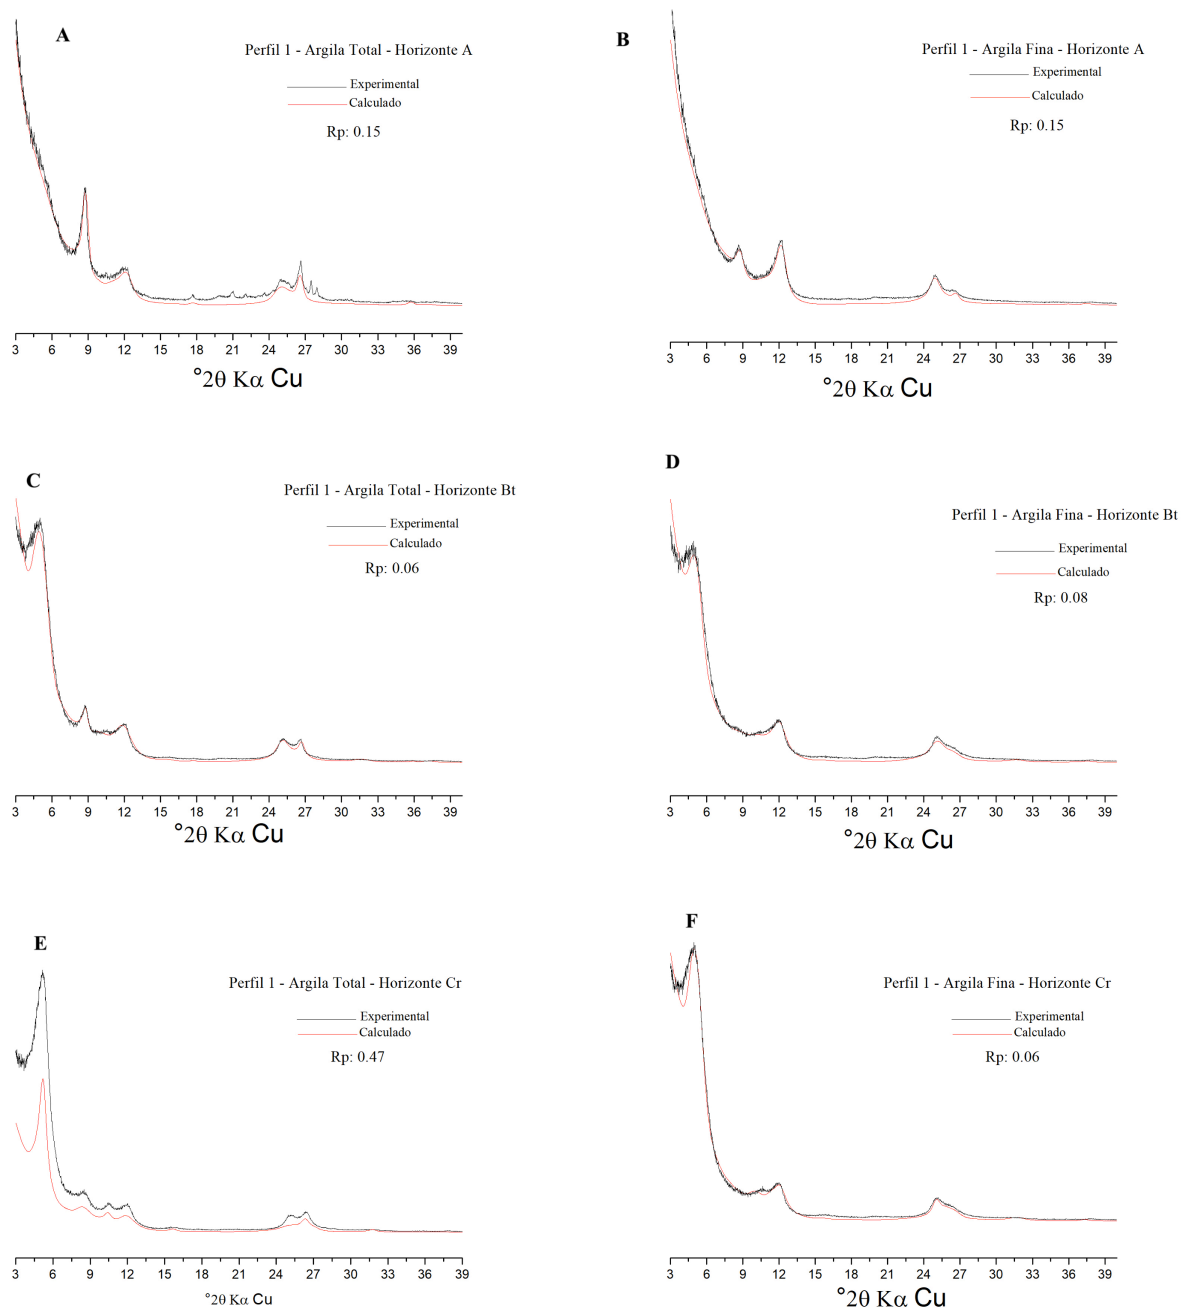 A
Perfil 1 - Argila Total - Horizonte A
Experimental
Calculado
Rp: 0.15
3 6 9 12 15 18 21 24 27 30 33 36 39
°2θ Kα Cu
B
Perfil 1 - Argila Fina - Horizonte A
Experimental
Calculado
Rp: 0.15
3 6 9 12 15 18 21 24 27 30 33 36 39
°2θ Kα Cu
C
Perfil 1 - Argila Total - Horizonte Bt
Experimental
Calculado
Rp: 0.06
3 6 9 12 15 18 21 24 27 30 33 36 39
°2θ Kα Cu
D
Perfil 1 - Argila Fina - Horizonte Bt
Experimental
Calculado
Rp: 0.08
3 6 9 12 15 18 21 24 27 30 33 36 39
°2θ Kα Cu
E
Perfil 1 - Argila Total - Horizonte Cr
Experimental
Calculado
Rp: 0.47
3 6 9 12 15 18 21 24 27 30 33 36 39
°2θ Kα Cu
F
Perfil 1 - Argila Fina - Horizonte Cr
Experimental
Calculado
Rp: 0.06
3 6 9 12 15 18 21 24 27 30 33 36 39
°2θ Kα Cu